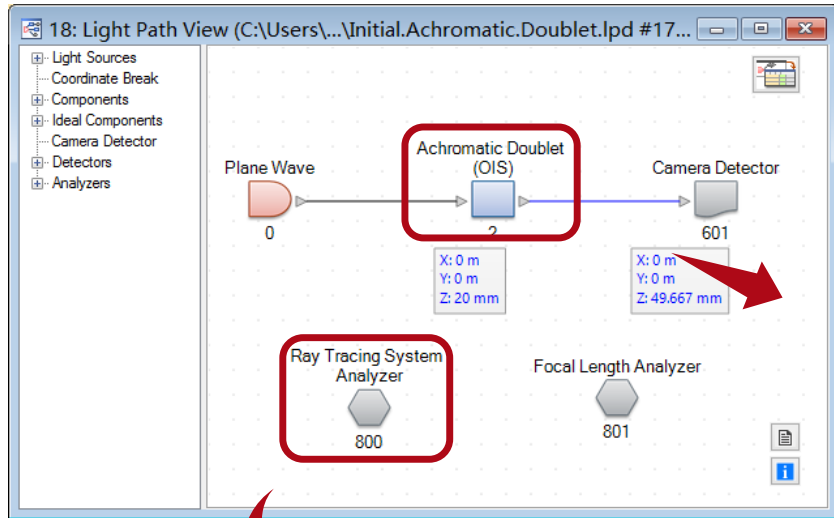 18: Light Path View (C:\Users\...\Initial.Achromatic.Doublet.lpd #17...
Light Sources
Coordinate Break
Components
Ideal Components
Camera Detector
Detectors
Analyzers
Plane Wave
0
Achromatic Doublet
(OIS)
2
X: 0 m
Y: 0 m
Z: 20 mm
Camera Detector
601
X: 0 m
Y: 0 m
Z: 49.667 mm
Ray Tracing System
Analyzer
800
Focal Length Analyzer
801